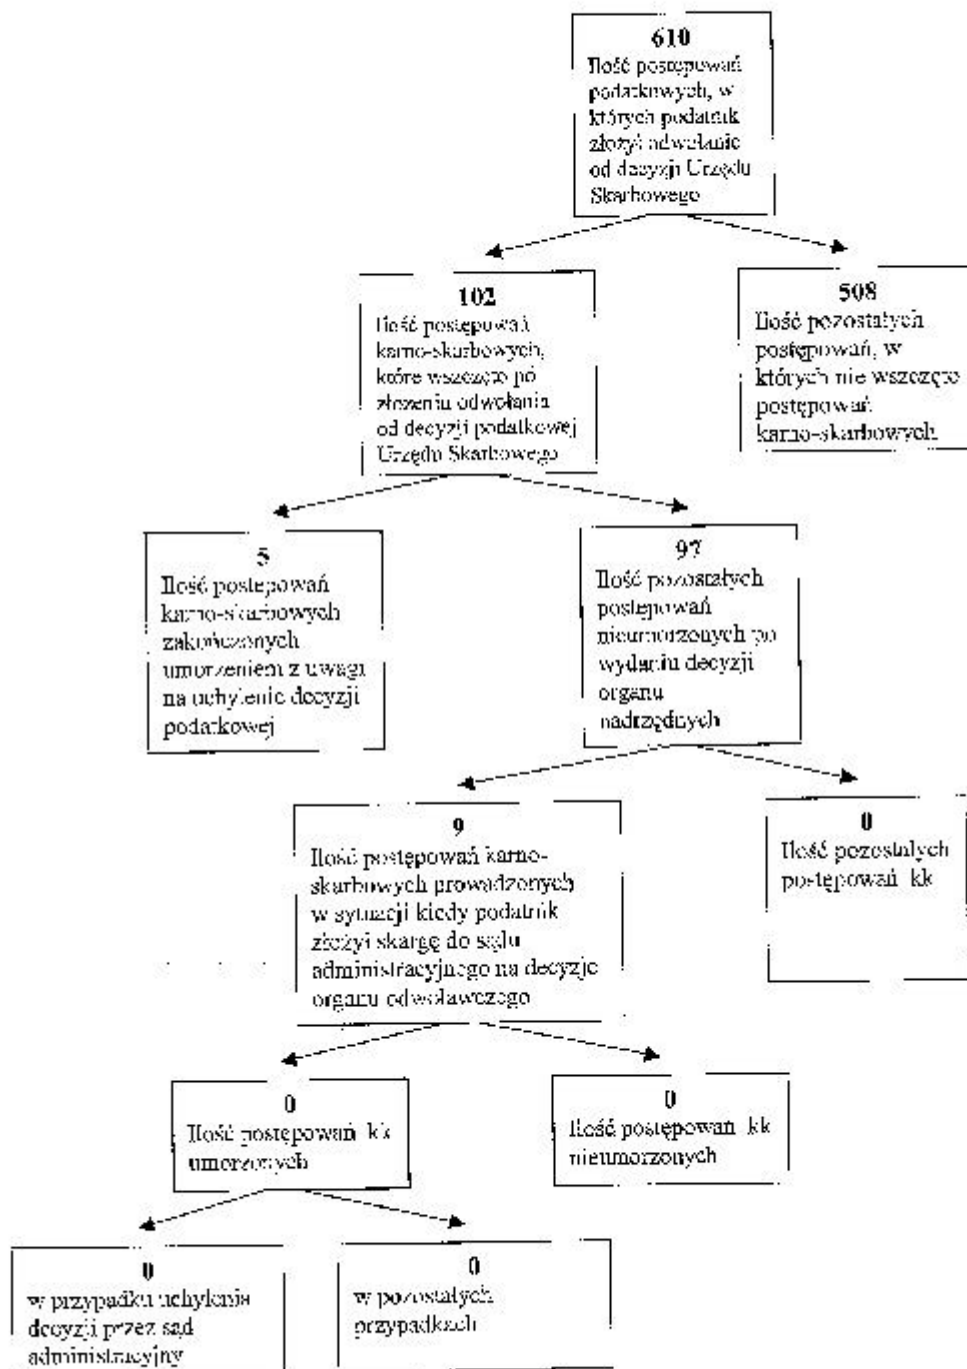 610
Ilość postępowań
podatkowych, w
których podatnik
złożył odwołanie
od decyzji Urzędu
Skarbowego
102
Ilość postępowań
karno-skarbowych,
które wszczęto po
złożeniu odwołania
od decyzji podatkowej
Urzędu Skarbowego
508
Ilość pozostałych
postępowań, w
których nie wszczęto
postępowań
karno-skarbowych
5
Ilość postepowań
karno-skarbowych
zakończonych
umorzeniem z uwagi
na uchylenie decyzji
podatkowej
97
Ilość pozostałych
postępowań
nieumorzonych po
wydaniu decyzji
organu
nadrzędnych
9
Ilość postępowań karno-
skarbowych prowadzonych
w sytuacji kiedy podatnik
złożył skargę do sądu
administracyjnego na decyzje
organu odwoławczego
0
Ilość pozostałych
postępowań kk
0
Ilość postępowań kk
umorzonych
0
Ilość postępowań kk
nieumorzonych
0
w przypadku uchylenia
decyzji przez sąd
administracyjny
0
w pozostałych
przypadkach